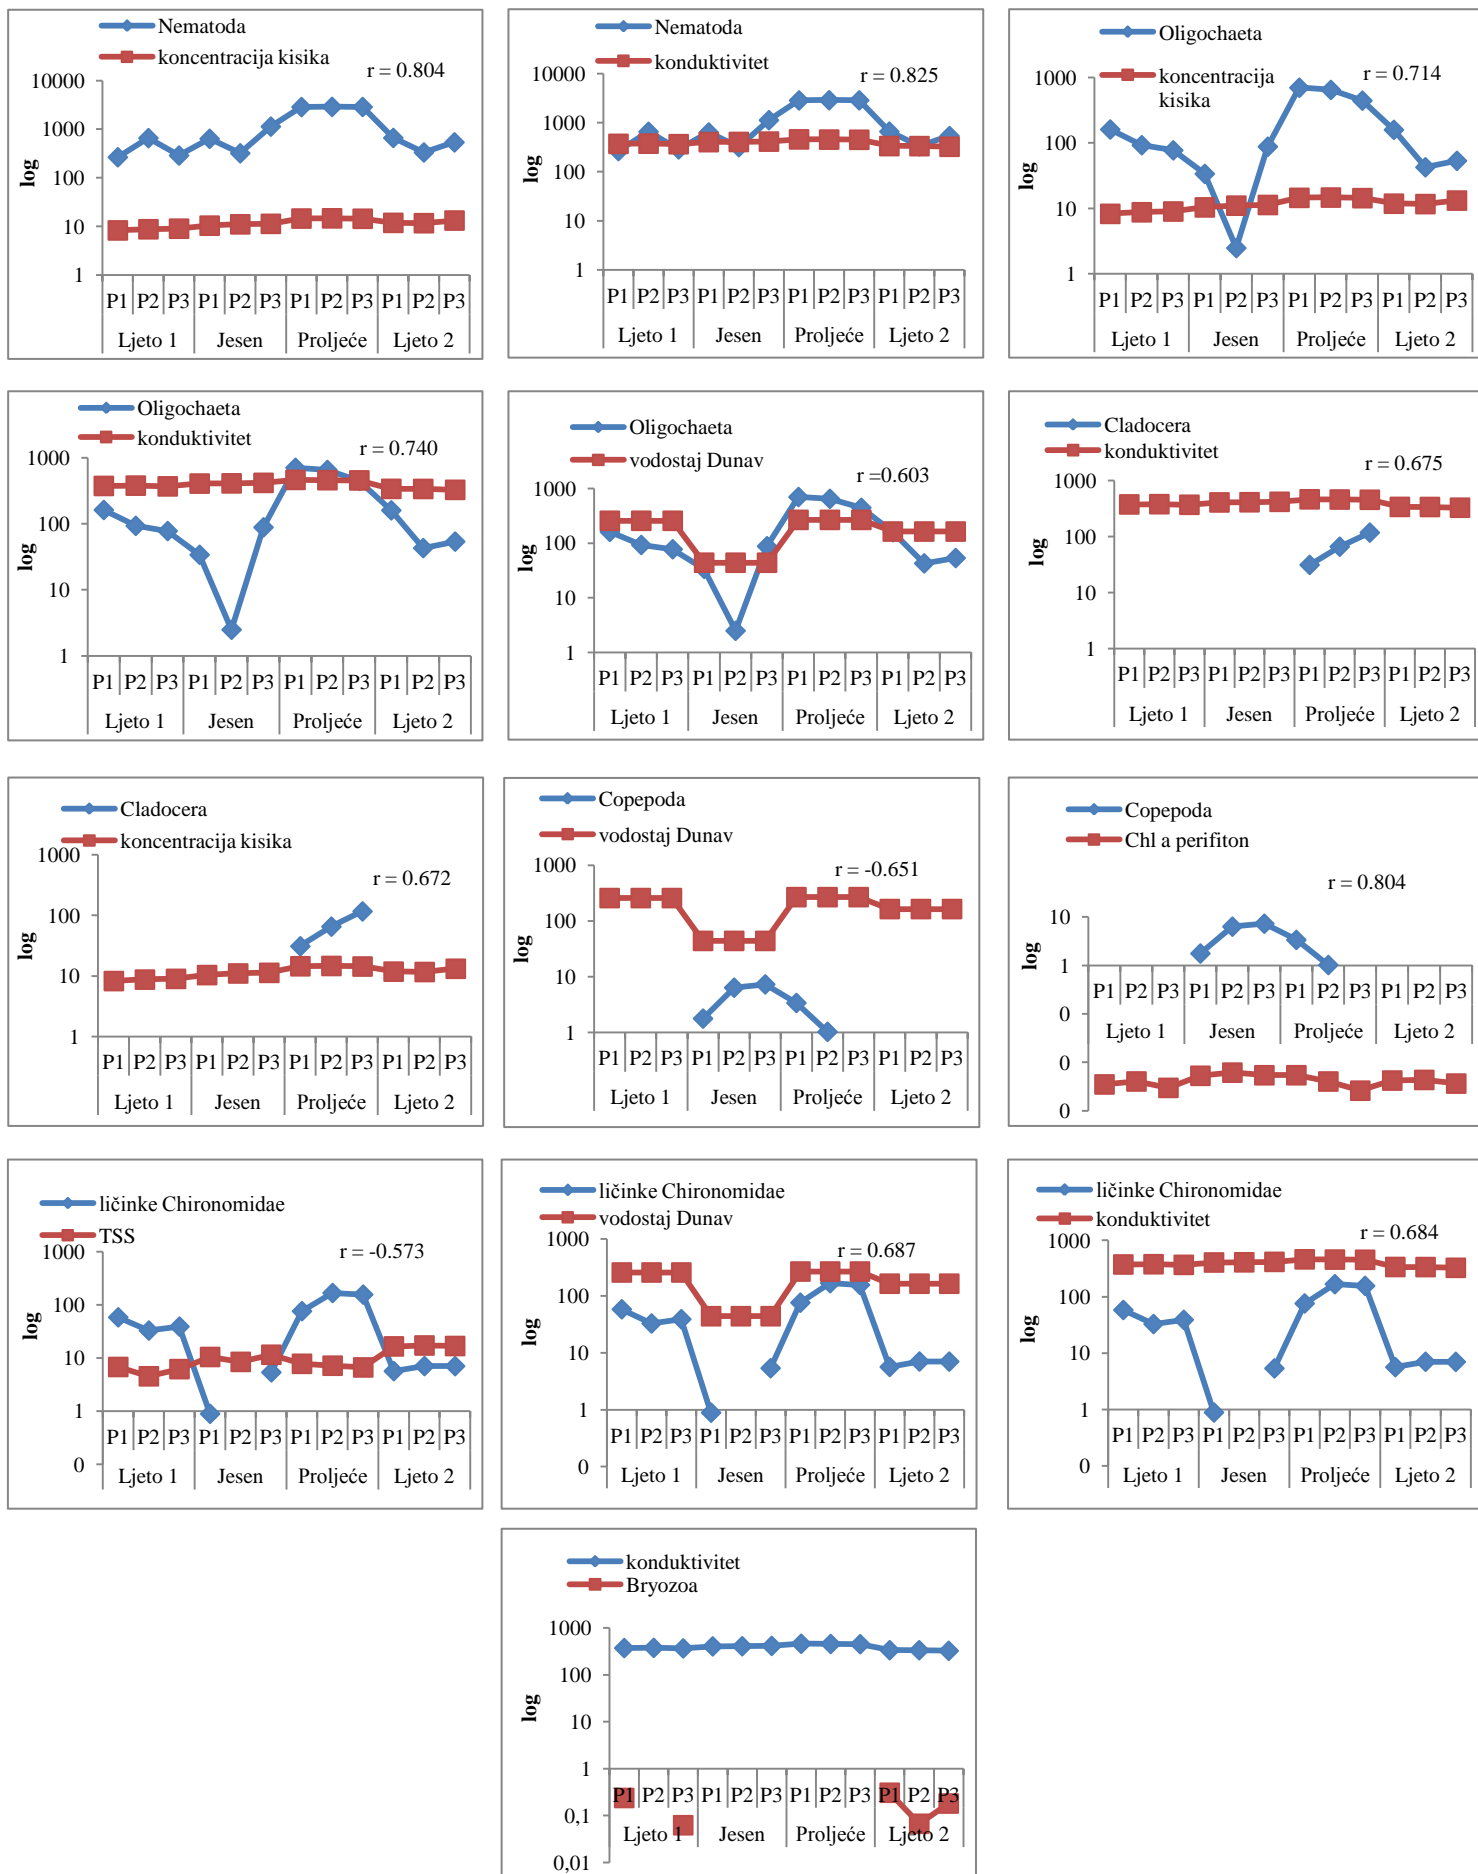 Nematoda
koncentracija kisika
r = 0.804
10000
1000
100
10
1
log
P1 P2 P3 P1 P2 P3 P1 P2 P3 P1 P2 P3
Ljeto 1 Jesen Proljeće Ljeto 2
Nematoda
konduktivitet
r = 0.825
10000
1000
100
10
1
log
P1 P2 P3 P1 P2 P3 P1 P2 P3 P1 P2 P3
Ljeto 1 Jesen Proljeće Ljeto 2
Oligochaeta
koncentracija
kisika
r = 0.714
1000
100
10
1
log
P1 P2 P3 P1 P2 P3 P1 P2 P3 P1 P2 P3
Ljeto 1 Jesen Proljeće Ljeto 2
Oligochaeta
konduktivitet
r = 0.740
1000
100
10
1
log
P1 P2 P3 P1 P2 P3 P1 P2 P3 P1 P2 P3
Ljeto 1 Jesen Proljeće Ljeto 2
Oligochaeta
vodostaj Dunav
r =0.603
1000
100
10
1
log
P1 P2 P3 P1 P2 P3 P1 P2 P3 P1 P2 P3
Ljeto 1 Jesen Proljeće Ljeto 2
Cladocera
konduktivitet
r = 0.675
1000
100
10
1
log
P1 P2 P3 P1 P2 P3 P1 P2 P3 P1 P2 P3
Ljeto 1 Jesen Proljeće Ljeto 2
Cladocera
koncentracija kisika
r = 0.672
1000
100
10
1
log
P1 P2 P3 P1 P2 P3 P1 P2 P3 P1 P2 P3
Ljeto 1 Jesen Proljeće Ljeto 2
Copepoda
vodostaj Dunav
r = -0.651
1000
100
10
1
log
P1 P2 P3 P1 P2 P3 P1 P2 P3 P1 P2 P3
Ljeto 1 Jesen Proljeće Ljeto 2
Copepoda
Chl a perifiton
r = 0.804
10
1
0
0
0
log
P1 P2 P3 P1 P2 P3 P1 P2 P3 P1 P2 P3
Ljeto 1 Jesen Proljeće Ljeto 2
ličinke Chironomidae
TSS
r = -0.573
1000
100
10
1
0
log
P1 P2 P3 P1 P2 P3 P1 P2 P3 P1 P2 P3
Ljeto 1 Jesen Proljeće Ljeto 2
ličinke Chironomidae
vodostaj Dunav
r = 0.687
1000
100
10
1
0
log
P1 P2 P3 P1 P2 P3 P1 P2 P3 P1 P2 P3
Ljeto 1 Jesen Proljeće Ljeto 2
ličinke Chironomidae
konduktivitet
r = 0.684
1000
100
10
1
0
log
P1 P2 P3 P1 P2 P3 P1 P2 P3 P1 P2 P3
Ljeto 1 Jesen Proljeće Ljeto 2
konduktivitet
Bryozoa
1000
100
10
1
0,1
0,01
log
P1 P2 P3 P1 P2 P3 P1 P2 P3 P1 P2 P3
Ljeto 1 Jesen Proljeće Ljeto 2